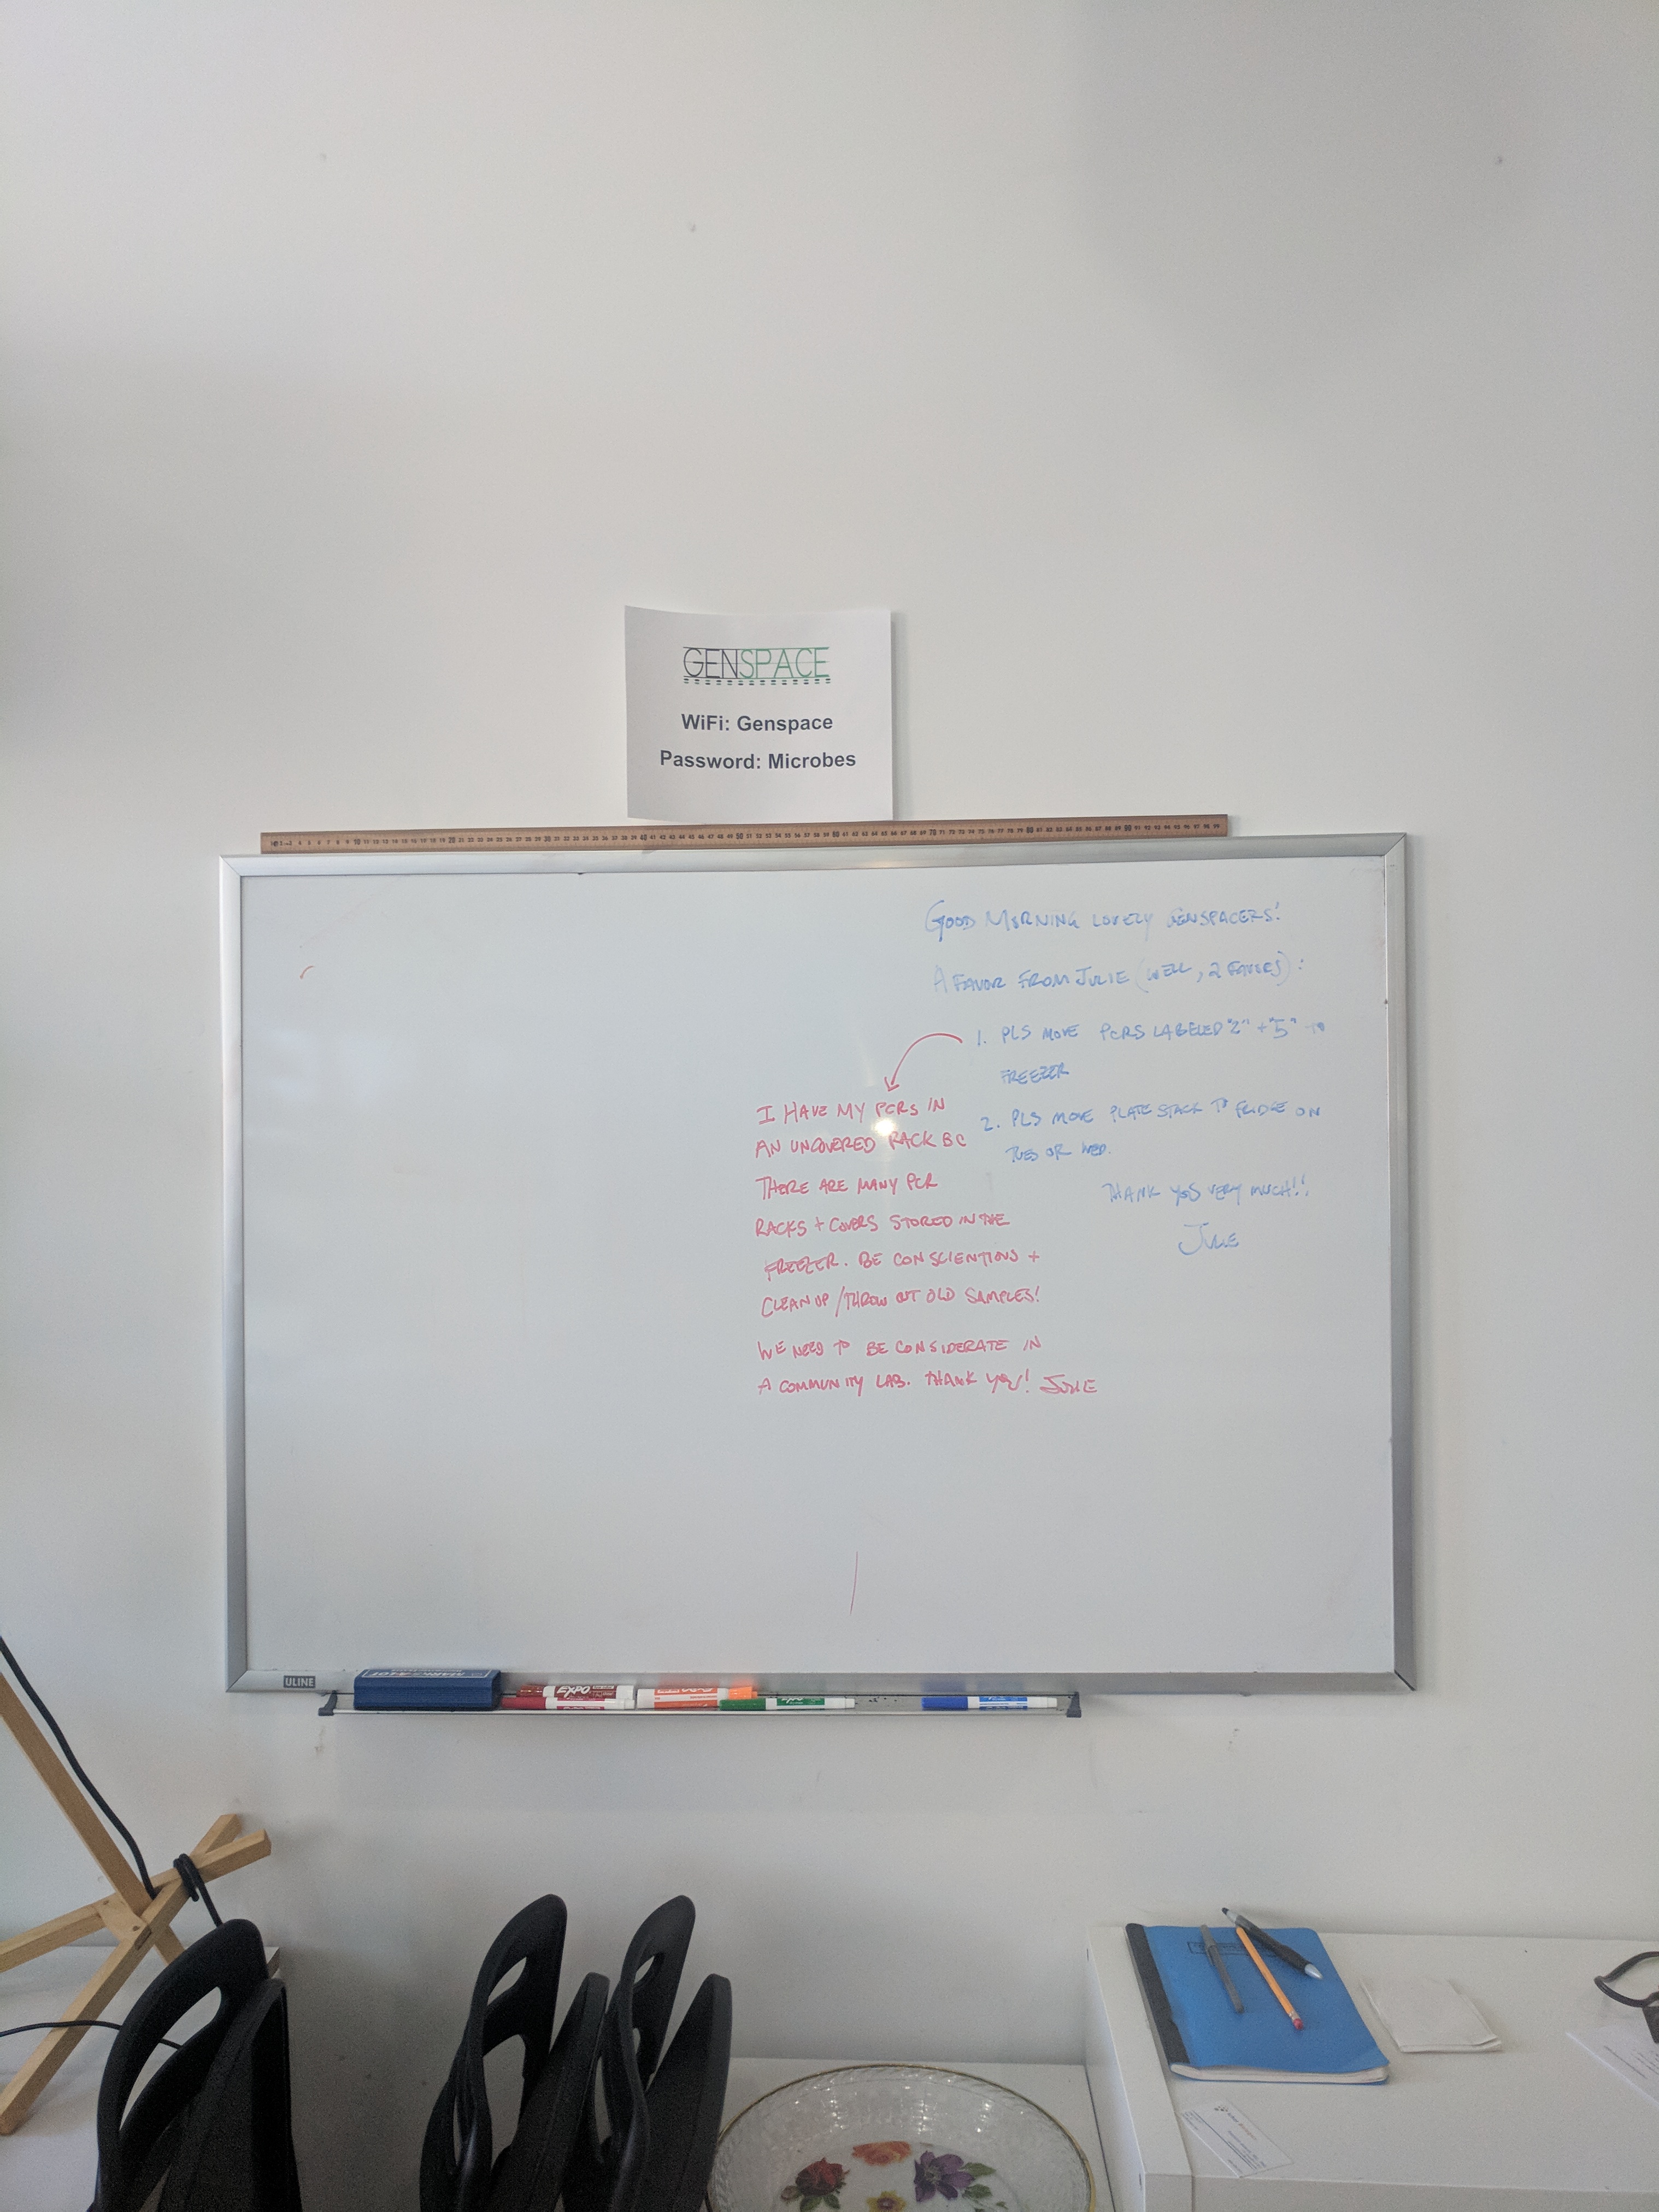 GENSPACE
WiFi: Genspace
Password: Microbes
GOOD MORNING LOVELY GENSPACERS!
A FAVOR FROM JULIE (WELL, 2 FAVORS):
1. PLS MOVE PCRS LABELED "2" + "5" TO
FREEZER
2. PLS MOVE PLATE STACK TO FRIDGE ON
TUES OR WED.
THANK YOU VERY MUCH!!
JULIE
I HAVE MY PCRS IN
AN UNCOVERED RACK BC
THERE ARE MANY PCR
RACKS + COVERS STORED IN THE
FREEZER. BE CONSCIENTIOUS +
CLEAN UP / THROW OUT OLD SAMPLES!
WE NEED TO BE CONSIDERATE IN
A COMMUNITY LAB. THANK YOU! JULIE
ULINE
EXPO